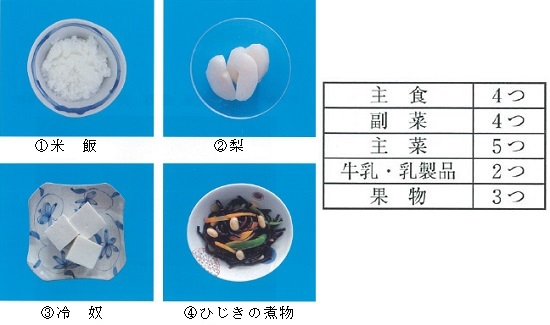 ①米　飯
②梨
③冷　奴
④ひじきの煮物
主　食　4つ
副　菜　4つ
主　菜　5つ
牛乳・乳製品　2つ
果　物　3つ